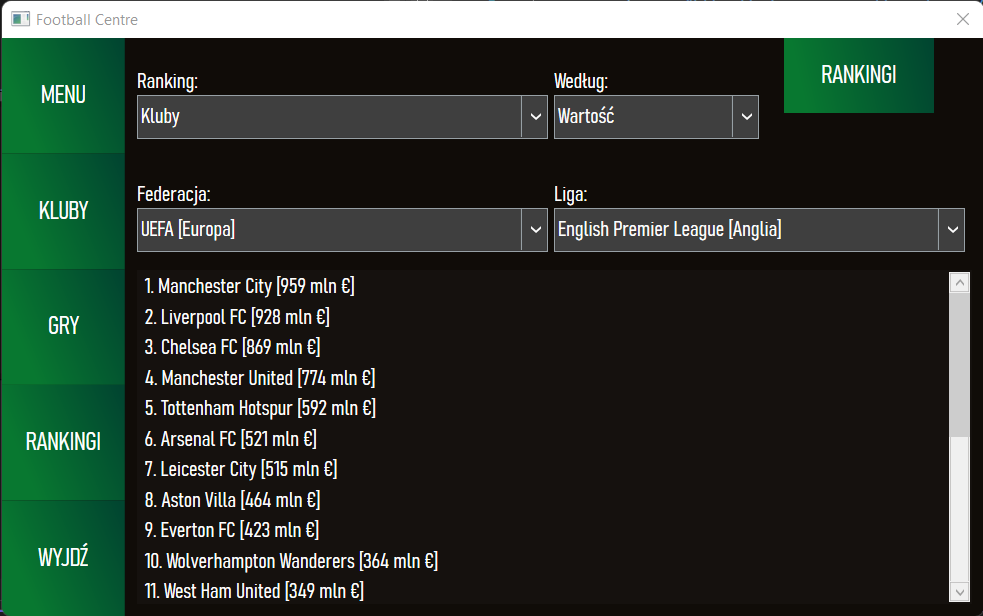 Football Centre
MENU
KLUBY
GRY
RANKINGI
WYJDŹ
Ranking:
Kluby
Według:
Wartość
RANKINGI
Federacja:
UEFA [Europa]
Liga:
English Premier League [Anglia]
1. Manchester City [959 mln €]
2. Liverpool FC [928 mln €]
3. Chelsea FC [869 mln €]
4. Manchester United [774 mln €]
5. Tottenham Hotspur [592 mln €]
6. Arsenal FC [521 mln €]
7. Leicester City [515 mln €]
8. Aston Villa [464 mln €]
9. Everton FC [423 mln €]
10. Wolverhampton Wanderers [364 mln €]
11. West Ham United [349 mln €]